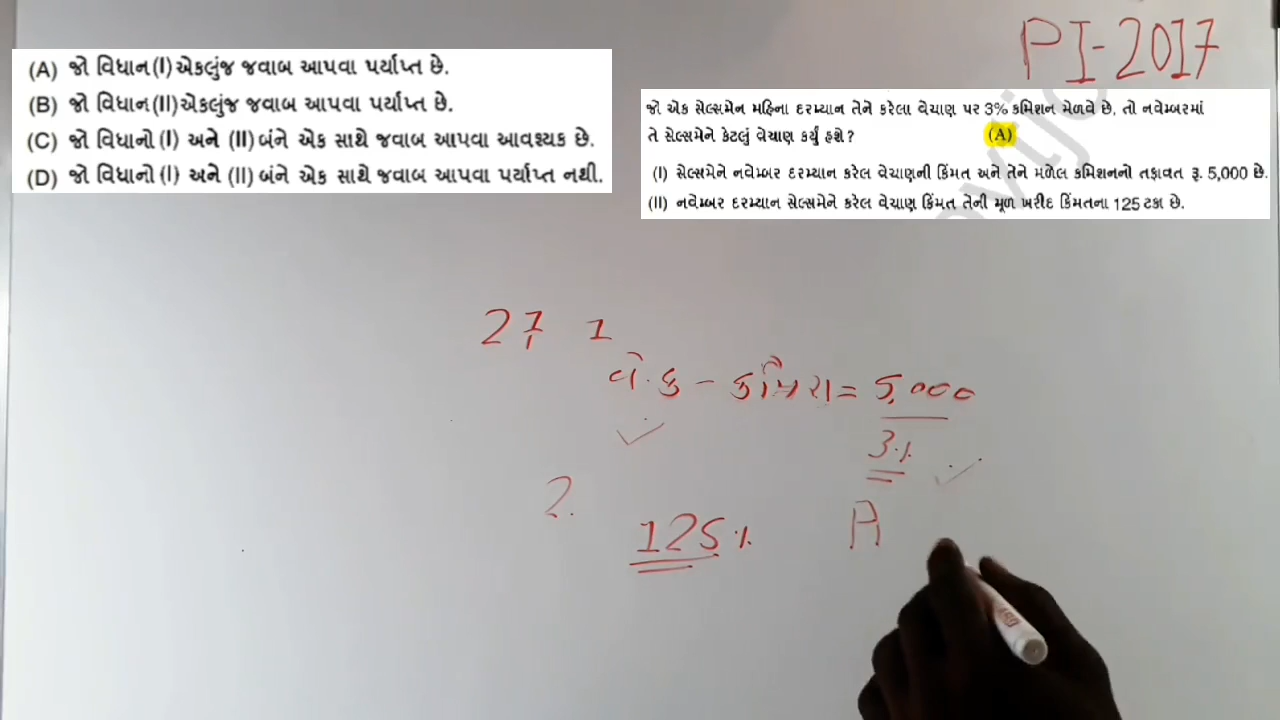 PI-2017
(A) જો વિધાન (I) એકલુંજ જવાબ આપવા પર્યાપ્ત છે.
(B) જો વિધાન (II) એકલુંજ જવાબ આપવા પર્યાપ્ત છે.
(C) જો વિધાનો (I) અને (II) બંને એક સાથે જવાબ આપવા આવશ્યક છે.
(D) જો વિધાનો (I) અને (II) બંને એક સાથે જવાબ આપવા પર્યાપ્ત નથી.
જો એક સેલ્સમેન મહિના દરમ્યાન તેને કરેલા વેચાણ પર 3% કમિશન મેળવે છે, તો નવેમ્બરમાં
તે સેલ્સમેને કેટલું વેચાણ કર્યું હશે ? (A)
(I) સેલ્સમેને નવેમ્બર દરમ્યાન કરેલ વેચાણની કિંમત અને તેને મળેલ કમિશનનો તફાવત રૂ. 5,000 છે.
(II) નવેમ્બર દરમ્યાન સેલ્સમેને કરેલ વેચાણ કિંમત તેની મૂળ ખરીદ કિંમતના 125 ટકા છે.
27 1
વે. કિ - કમિશ = 5,000
3%
2.
125%
A